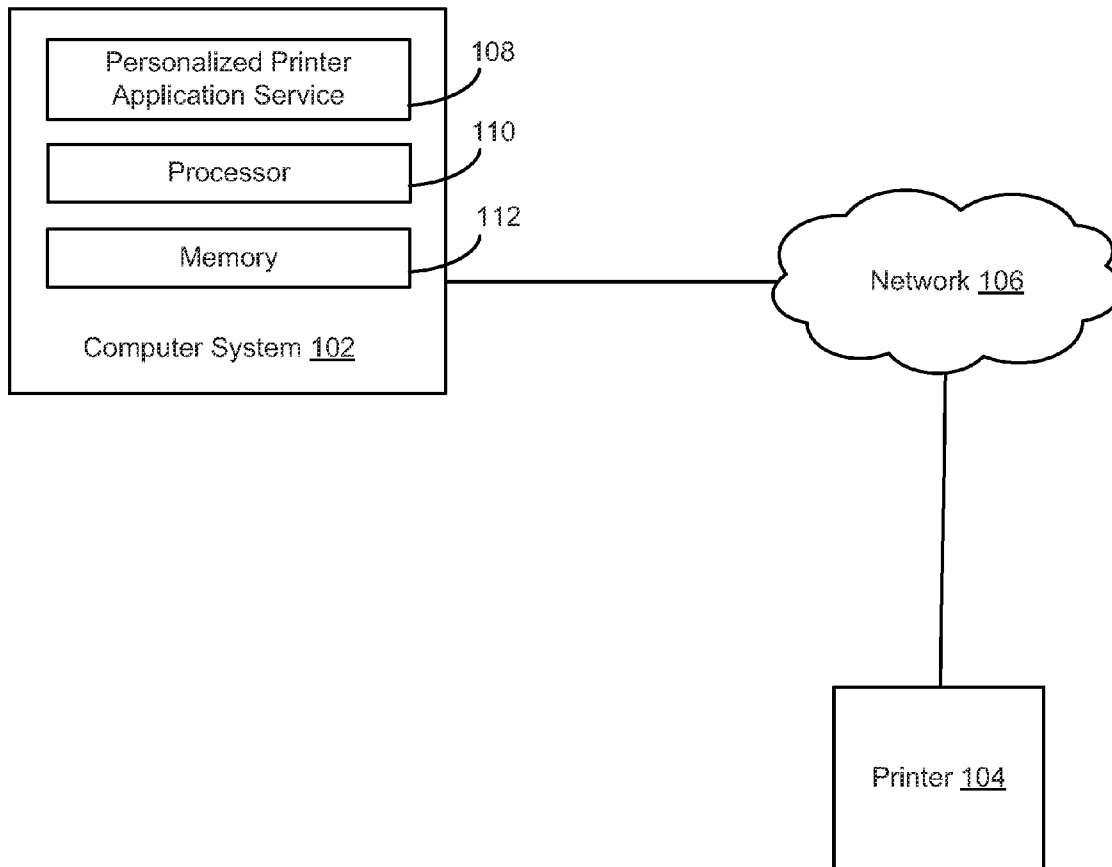 Personalized Printer
Application Service
108
Processor
110
Memory
112
Computer System 102
Network 106
Printer 104